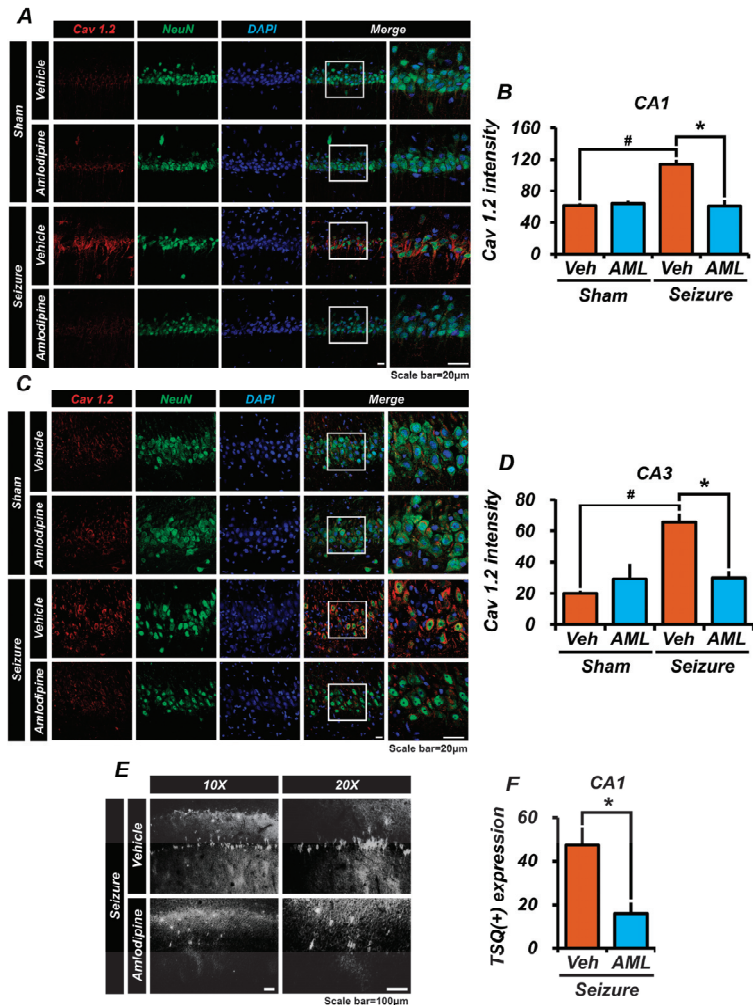 A
Cav 1.2 NeuN DAPI Merge
Sham
Vehicle
Amlodipine
Seizure
Vehicle
Amlodipine
Scale bar=20µm
B
CA1
Cav 1.2 intensity
160
120
80
40
0
#
*
Veh AML Veh AML
Sham Seizure
C
Cav 1.2 NeuN DAPI Merge
Sham
Vehicle
Amlodipine
Seizure
Vehicle
Amlodipine
Scale bar=20µm
D
CA3
Cav 1.2 intensity
80
60
40
20
0
#
*
Veh AML Veh AML
Sham Seizure
E
10X 20X
Seizure
Vehicle
Amlodipine
Scale bar=100µm
F
CA1
TSQ(+) expression
60
40
20
0
*
Veh AML
Seizure